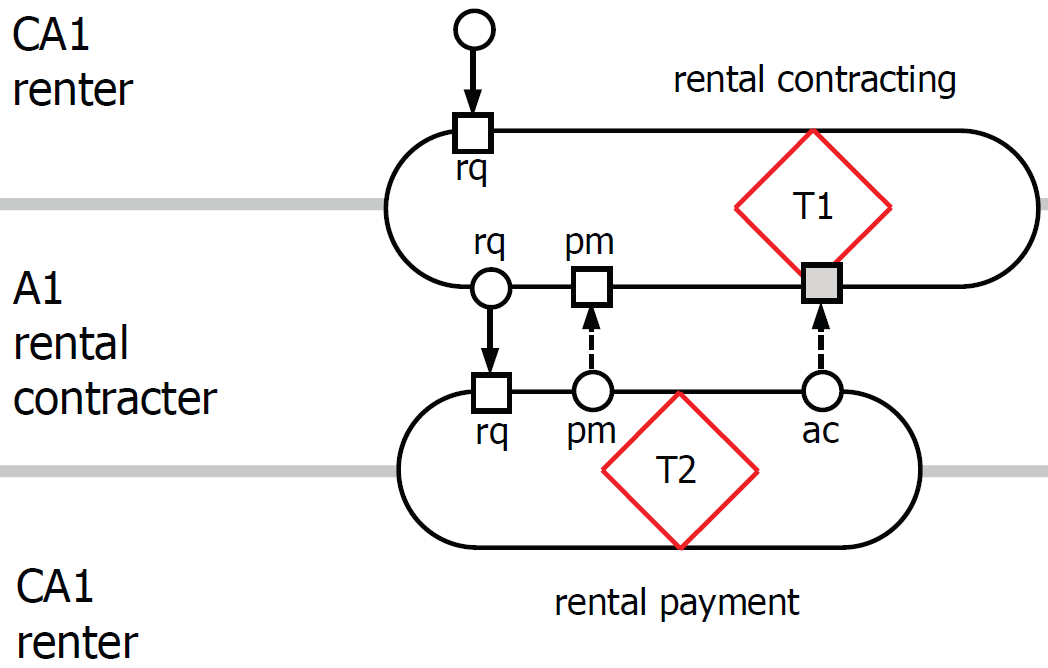 CA1
renter
rental contracting
rq
T1
rq
pm
A1
rental
contracter
rq
pm
ac
T2
CA1
renter
rental payment